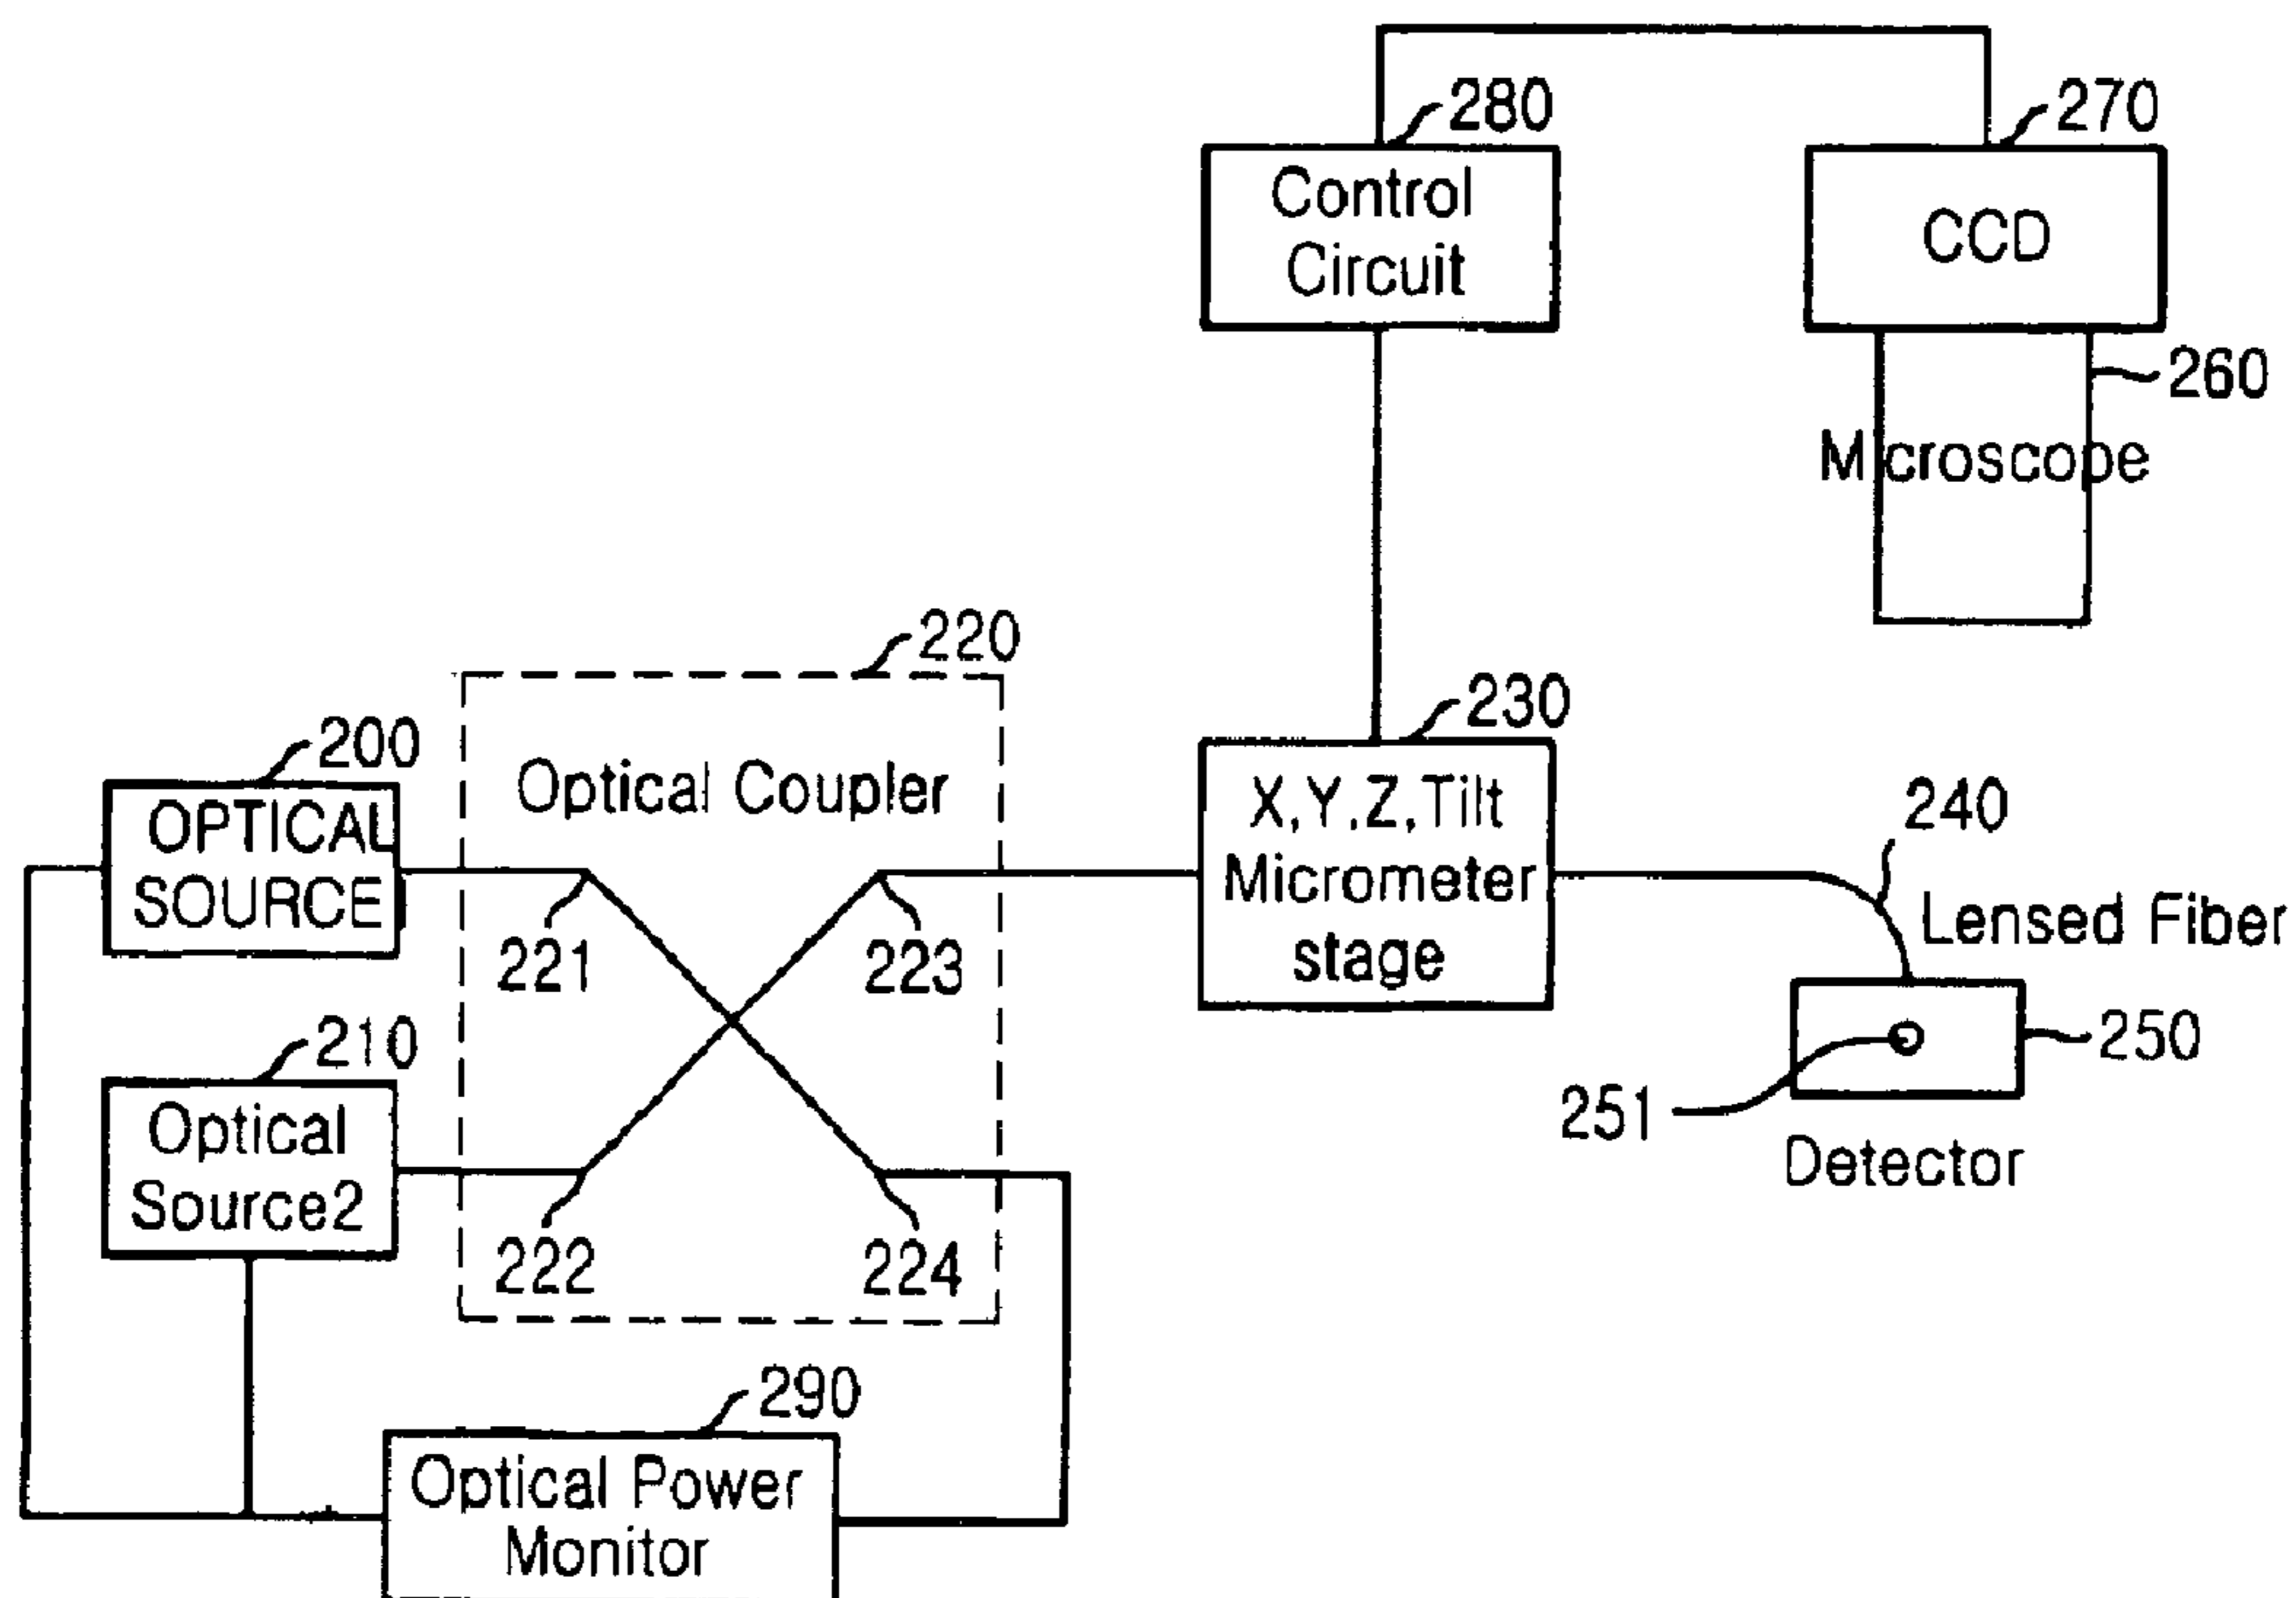 280
270
Control
Circuit
CCD
260
Microscope
220
230
200
Optical Coupler
X,Y,Z,Tilt
Micrometer
stage
240
OPTICAL
SOURCE
Lensed Fiber
221
223
210
250
251
Optical
Source2
Detector
222
224
290
Optical Power
Monitor